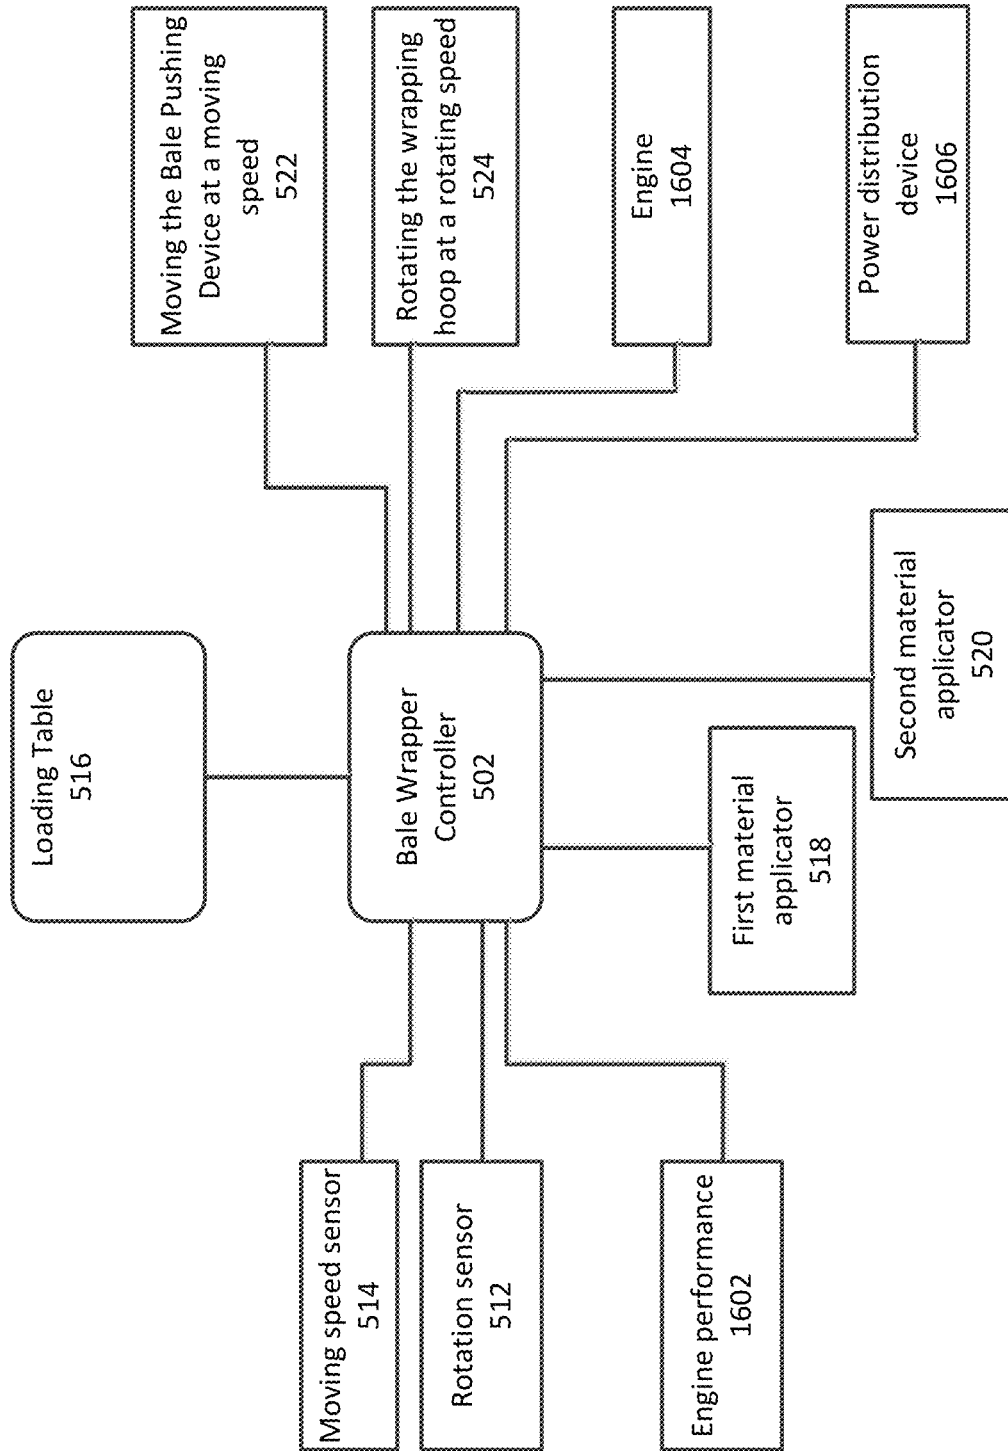 Loading Table
516
Moving speed sensor
514
Rotation sensor
512
Engine performance
1602
Bale Wrapper
Controller
502
Moving the Bale Pushing
Device at a moving
speed
522
Rotating the wrapping
hoop at a rotating speed
524
Engine
1604
Power distribution
device
1606
First material
applicator
518
Second material
applicator
520